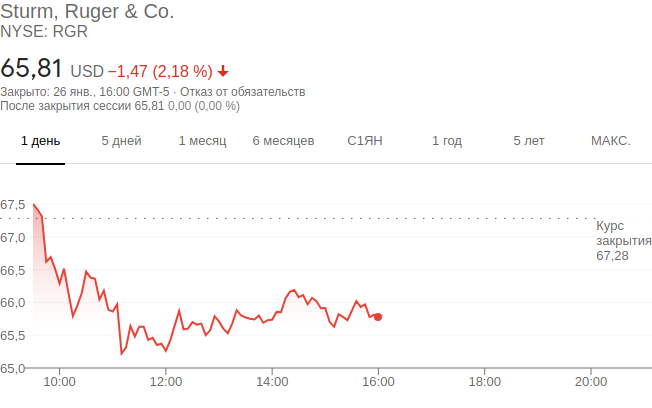 Sturm, Ruger & Co.
NYSE: RGR
65,81 USD −1,47 (2,18 %)
Закрыто: 26 янв., 16:00 GMT-5 · Отказ от обязательств
После закрытия сессии 65,81 0,00 (0,00 %)
1 день 5 дней 1 месяц 6 месяцев С1ЯН 1 год 5 лет МАКС.
67,5
Курс
закрытия
67,28
67,0
66,5
66,0
65,5
65,0
10:00 12:00 14:00 16:00 18:00 20:00